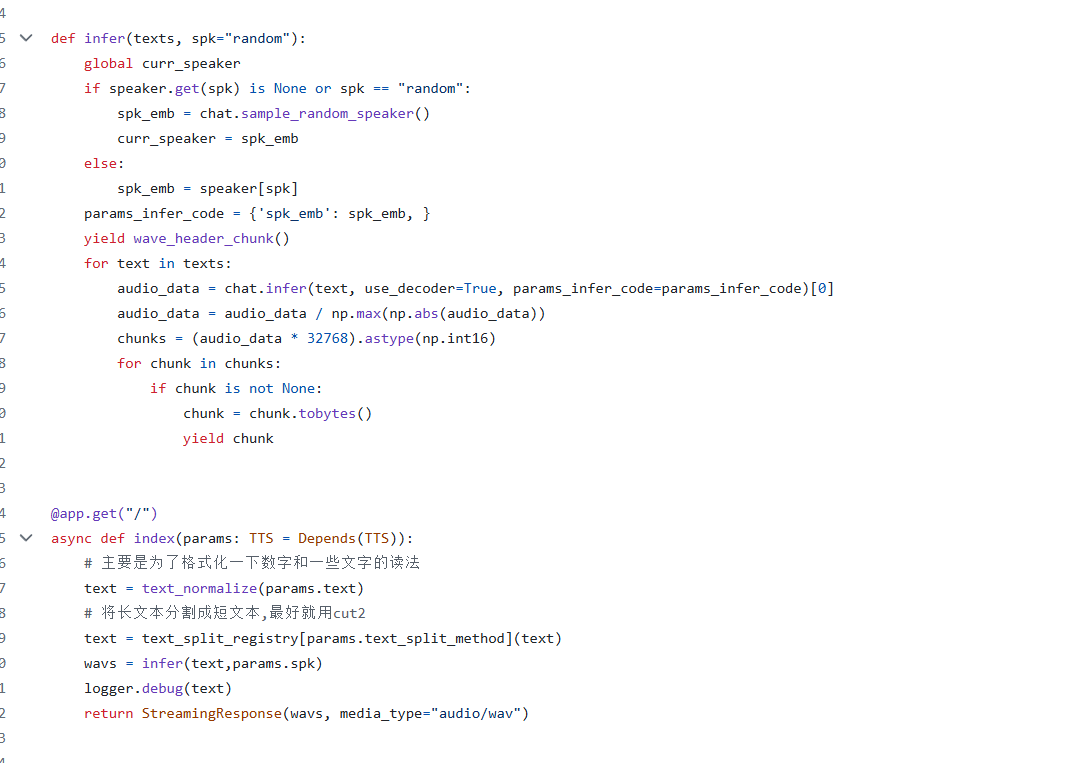 4
5 def infer(texts, spk="random"):
6 global curr_speaker
7 if speaker.get(spk) is None or spk == "random":
8 spk_emb = chat.sample_random_speaker()
9 curr_speaker = spk_emb
0 else:
1 spk_emb = speaker[spk]
2 params_infer_code = {'spk_emb': spk_emb, }
3 yield wave_header_chunk()
4 for text in texts:
5 audio_data = chat.infer(text, use_decoder=True, params_infer_code=params_infer_code)[0]
6 audio_data = audio_data / np.max(np.abs(audio_data))
7 chunks = (audio_data * 32768).astype(np.int16)
8 for chunk in chunks:
9 if chunk is not None:
0 chunk = chunk.tobytes()
1 yield chunk
2
3
4 @app.get("/")
5 async def index(params: TTS = Depends(TTS)):
6 # 主要是为了格式化一下数字和一些文字的读法
7 text = text_normalize(params.text)
8 # 将长文本分割成短文本,最好就用cut2
9 text = text_split_registry[params.text_split_method](text)
0 wavs = infer(text,params.spk)
1 logger.debug(text)
2 return StreamingResponse(wavs, media_type="audio/wav")
3
4